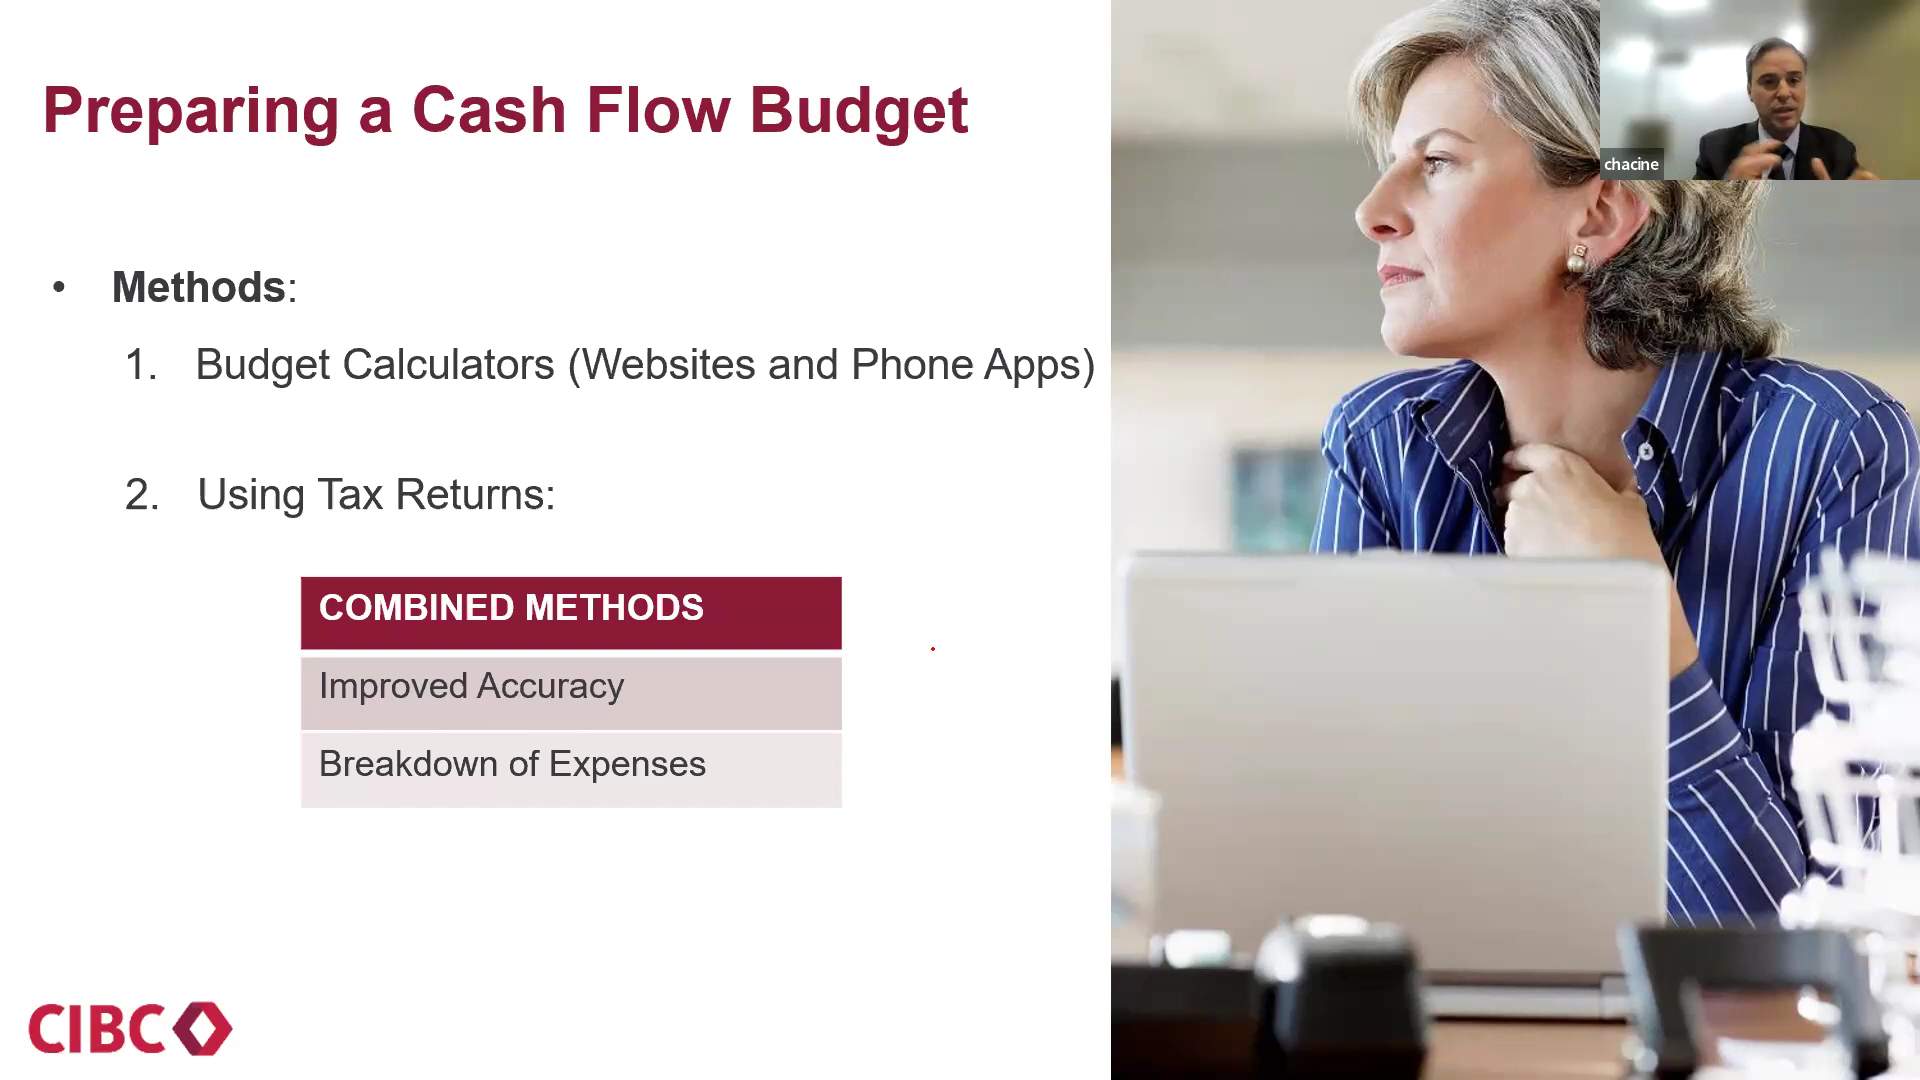 Preparing a Cash Flow Budget
chacine
• Methods:
1. Budget Calculators (Websites and Phone Apps)
2. Using Tax Returns:
COMBINED METHODS
Improved Accuracy
Breakdown of Expenses
CIBC